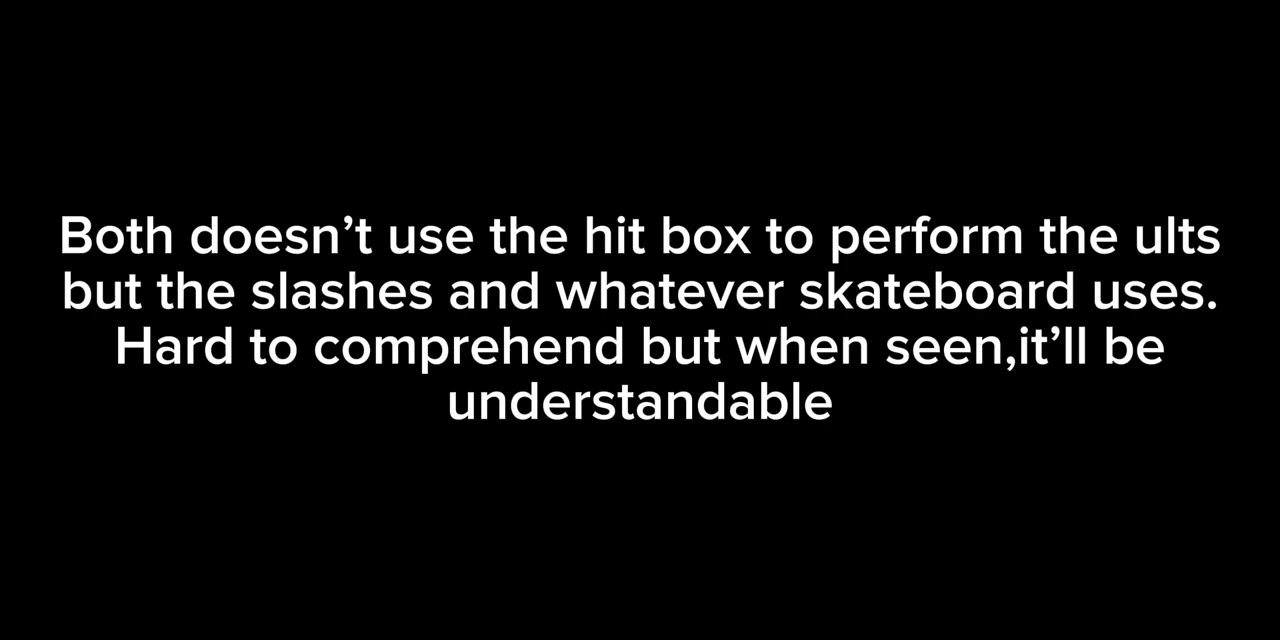 Both doesn’t use the hit box to perform the ults
but the slashes and whatever skateboard uses.
Hard to comprehend but when seen,it’ll be
understandable